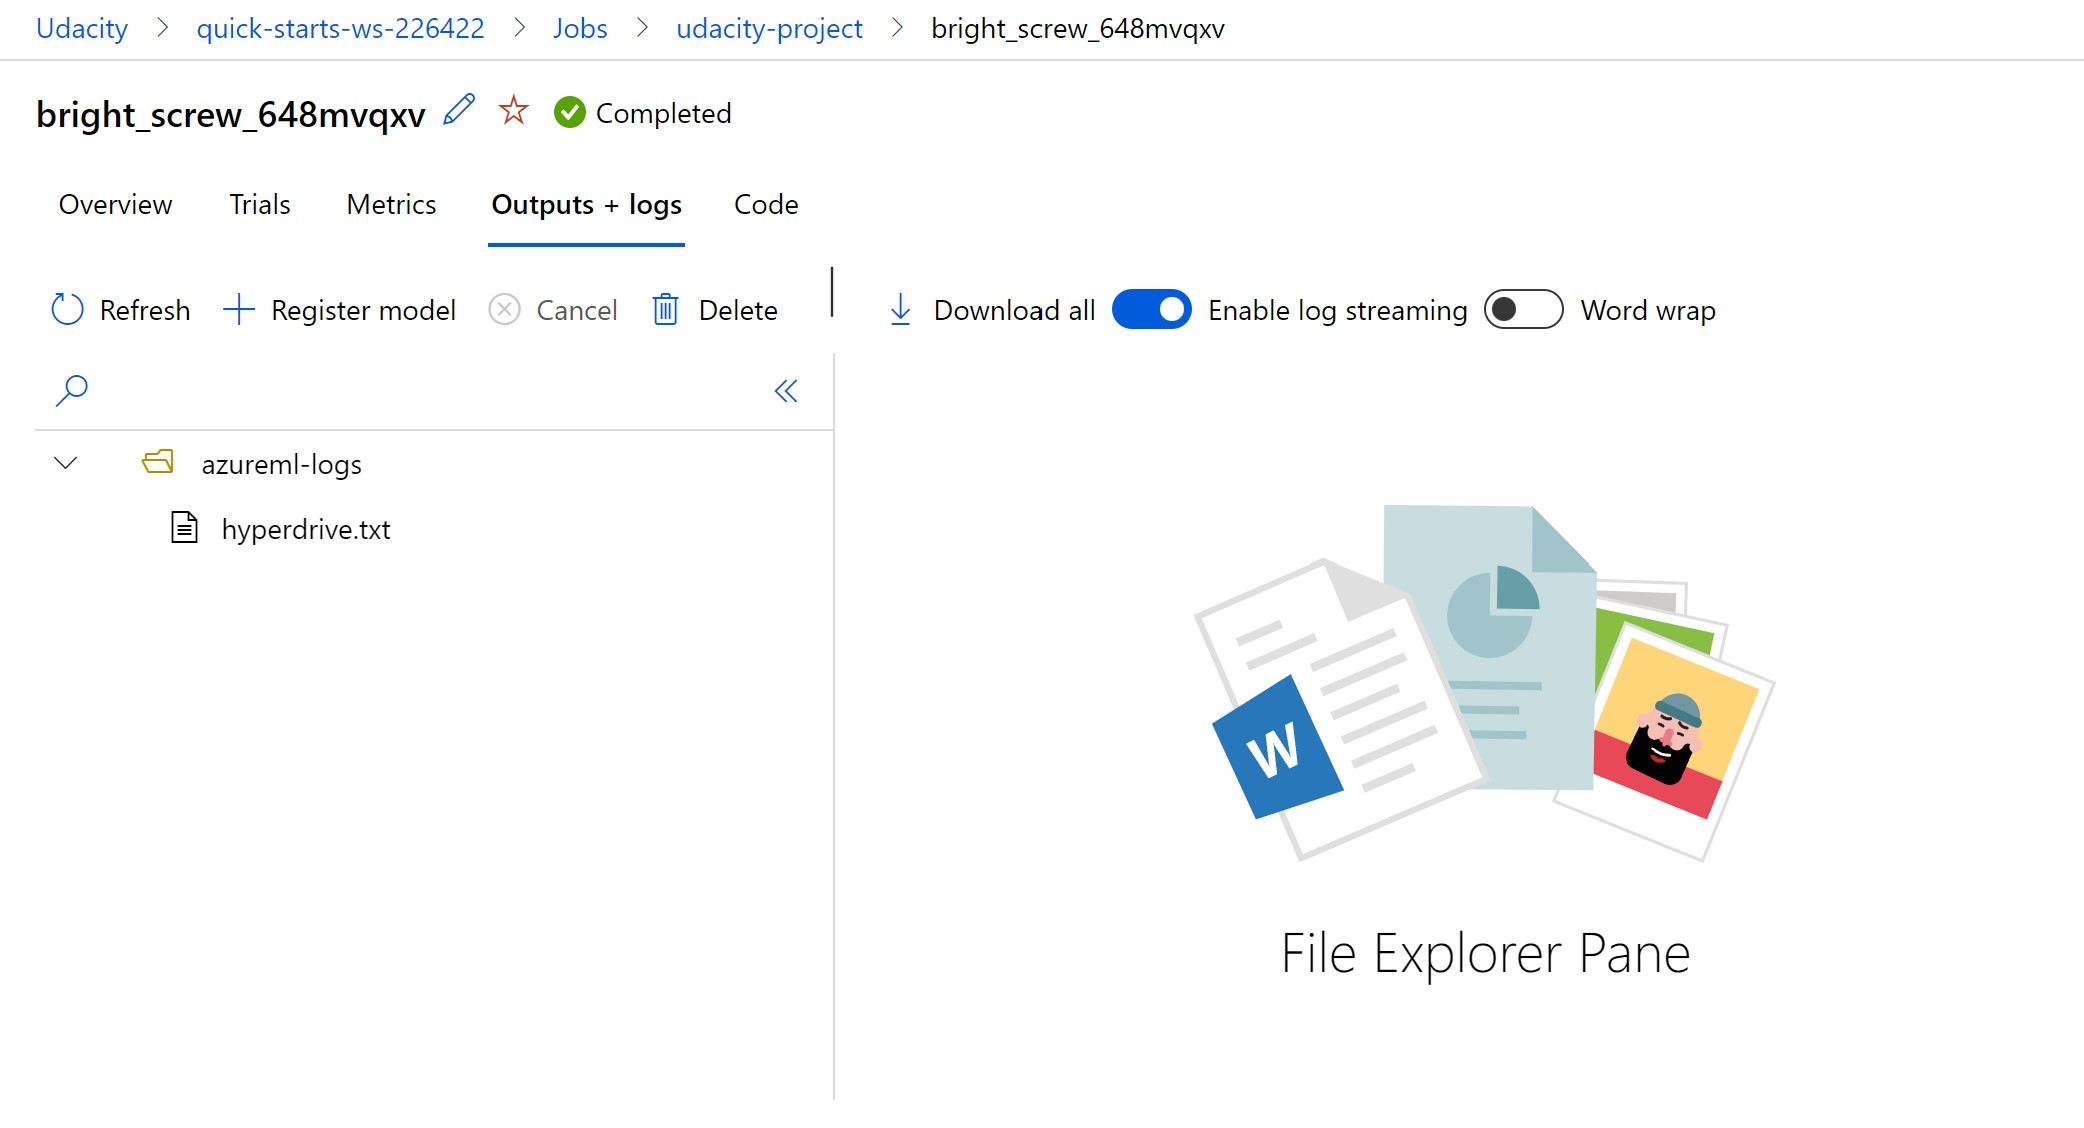 Udacity > quick-starts-ws-226422 > Jobs > udacity-project > bright_screw_648mvqxv
bright_screw_648mvqxv Completed
Overview Trials Metrics Outputs + logs Code
Refresh Register model Cancel Delete Download all Enable log streaming Word wrap
azureml-logs
hyperdrive.txt
W
File Explorer Pane